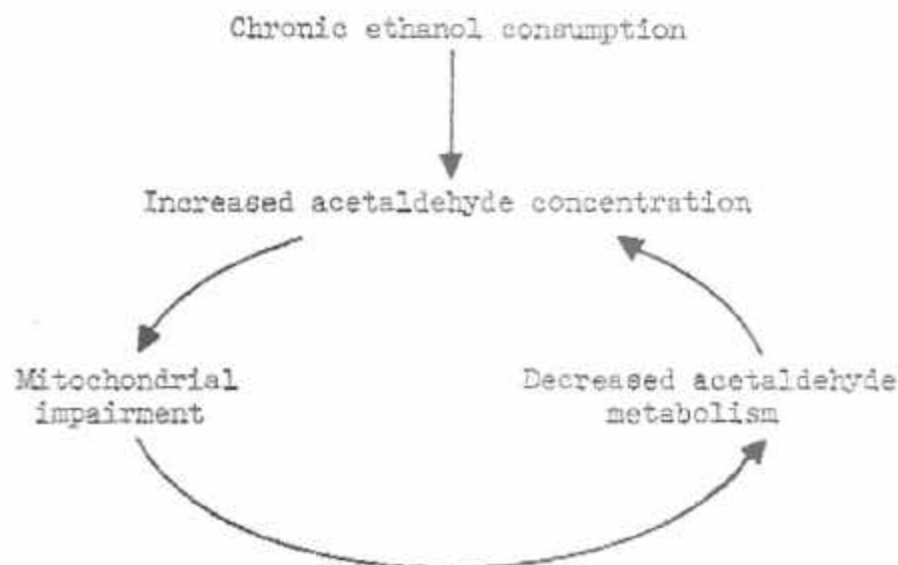 Chronic ethanol consumption
Increased acetaldehyde concentration
Mitochondrial
impairment
Decreased acetaldehyde
metabolism